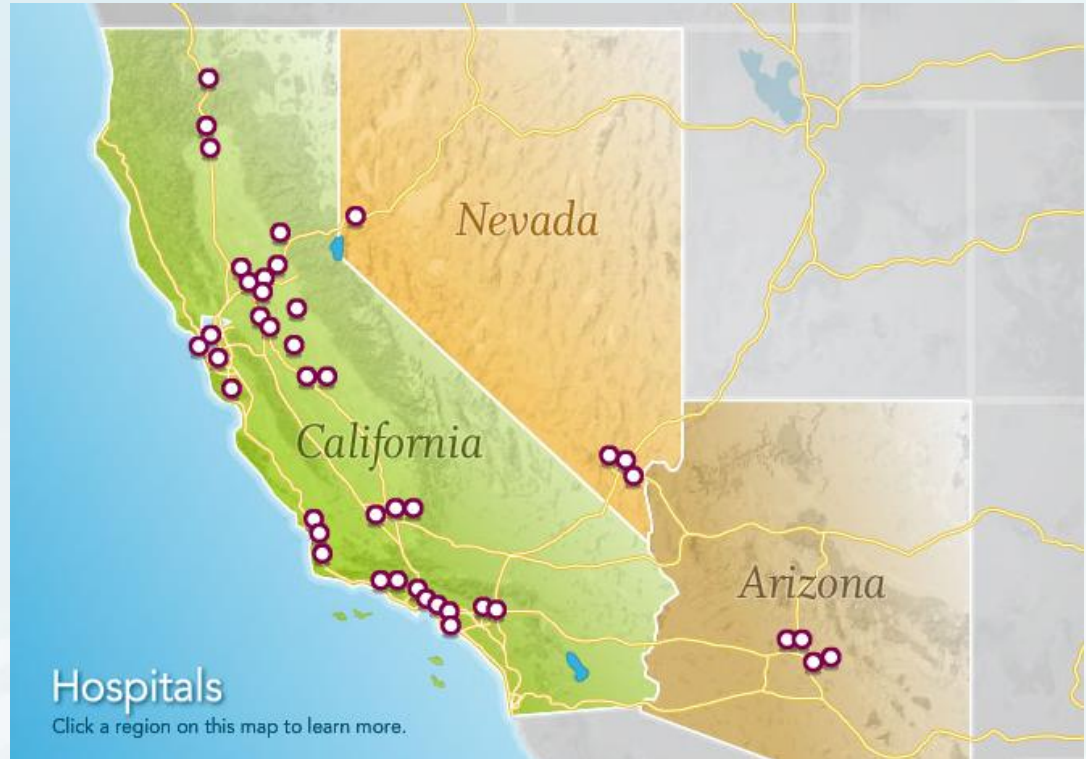 Nevada
California
Arizona
Hospitals
Click a region on this map to learn more.